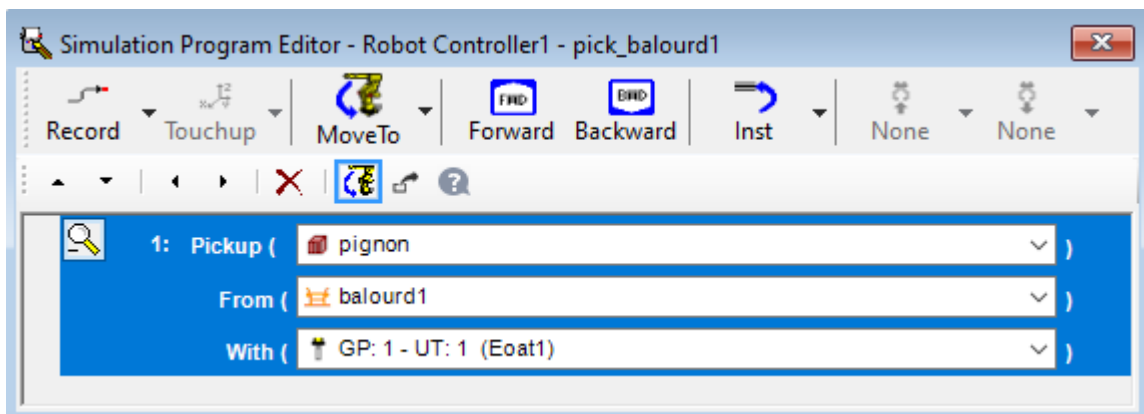 Simulation Program Editor - Robot Controller1 - pick_balourd1
FWD BWD
Record Touchup MoveTo Forward Backward Inst None None
1: Pickup ( pignon )
From ( balourd1 )
With ( GP: 1 - UT: 1 (Eoat1) )